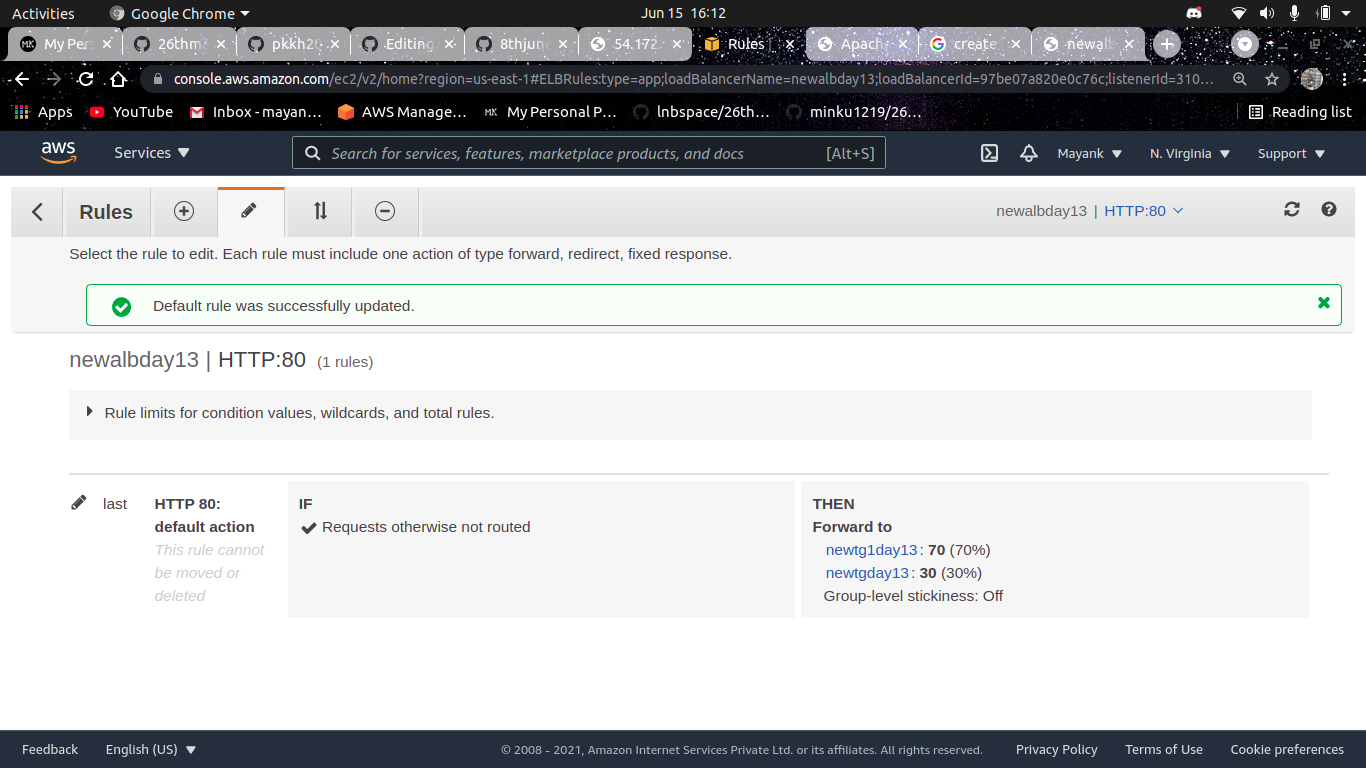 Activities
Google Chrome
Jun 15 16:12
MK My Per
26thm
pkkh26
Editing
8thjun
54.172.
Rules
Apach
create
newalb
console.aws.amazon.com/ec2/v2/home?region=us-east-1#ELBRules:type=app;loadBalancerName=newalbday13;loadBalancerId=97be07a820e0c76c;listenerId=310...
Apps
YouTube
Inbox - mayan...
AWS Manage...
MK My Personal P...
lnbspace/26th...
minku1219/26...
Reading list
aws
Services
Search for services, features, marketplace products, and docs [Alt+S]
Mayank
N. Virginia
Support
Rules
newalbday13 | HTTP:80
Select the rule to edit. Each rule must include one action of type forward, redirect, fixed response.
Default rule was successfully updated.
newalbday13 | HTTP:80 (1 rules)
Rule limits for condition values, wildcards, and total rules.
last
HTTP 80:
default action
This rule cannot
be moved or
deleted
IF
Requests otherwise not routed
THEN
Forward to
newtg1day13: 70 (70%)
newtgday13: 30 (30%)
Group-level stickiness: Off
Feedback
English (US)
© 2008 - 2021, Amazon Internet Services Private Ltd. or its affiliates. All rights reserved.
Privacy Policy
Terms of Use
Cookie preferences